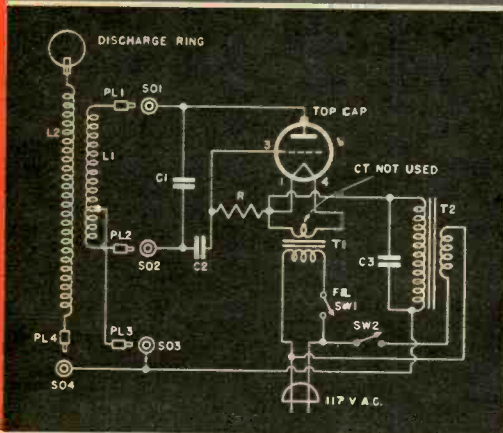 DISCHARGE RING
PL1
SO1
TOP CAP
L2
L1
3
C1
1
4
CT NOT USED
R
T2
PL2
SO2
C2
T1
C3
FIL
SW1
PL3
SW2
PL4
SO3
SO4
117 V A.C.